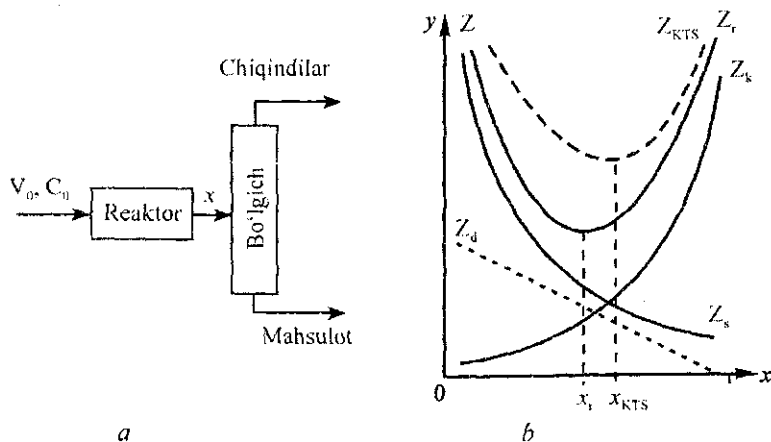 Chiqindilar
V₀, C₀
Reaktor
x
Bo‘lgich
Mahsulot
a
y
Z
Z_KTS
Z_r
Z_k
Z_d
Z_s
0
x_r
x_KTS
x
b